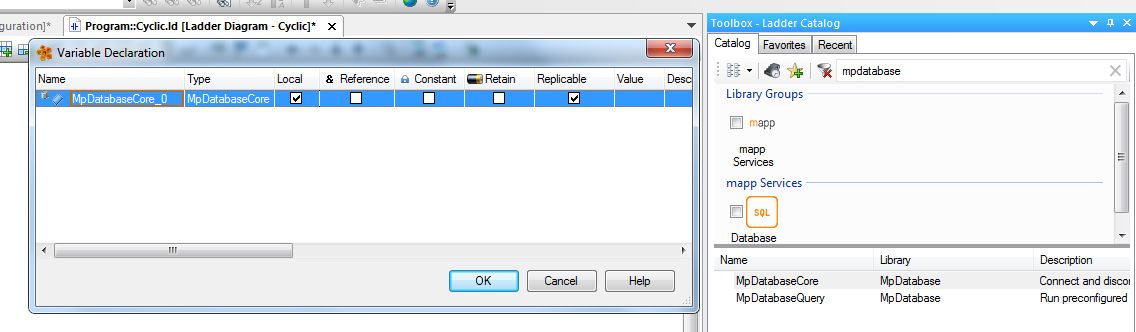 guration]*
Program::Cyclic.ld [Ladder Diagram - Cyclic]*
Variable Declaration
Name Type Local & Reference Constant Retain Replicable Value Desc
MpDatabaseCore_0 MpDatabaseCore
OK Cancel Help
Toolbox - Ladder Catalog
Catalog Favorites Recent
mpdatabase
Library Groups
mapp
mapp
Services
mapp Services
SQL
Database
Name Library Description
MpDatabaseCore MpDatabase Connect and discor
MpDatabaseQuery MpDatabase Run preconfigured